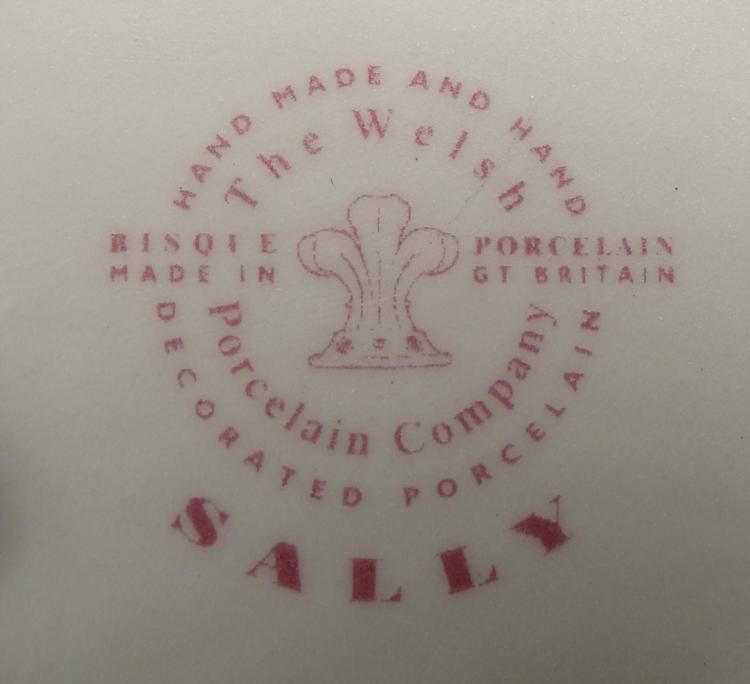 HAND MADE AND HAND
The Welsh
BISQUE PORCELAIN
MADE IN GT BRITAIN
Porcelain Company
DECORATED PORCELAIN
SALLY